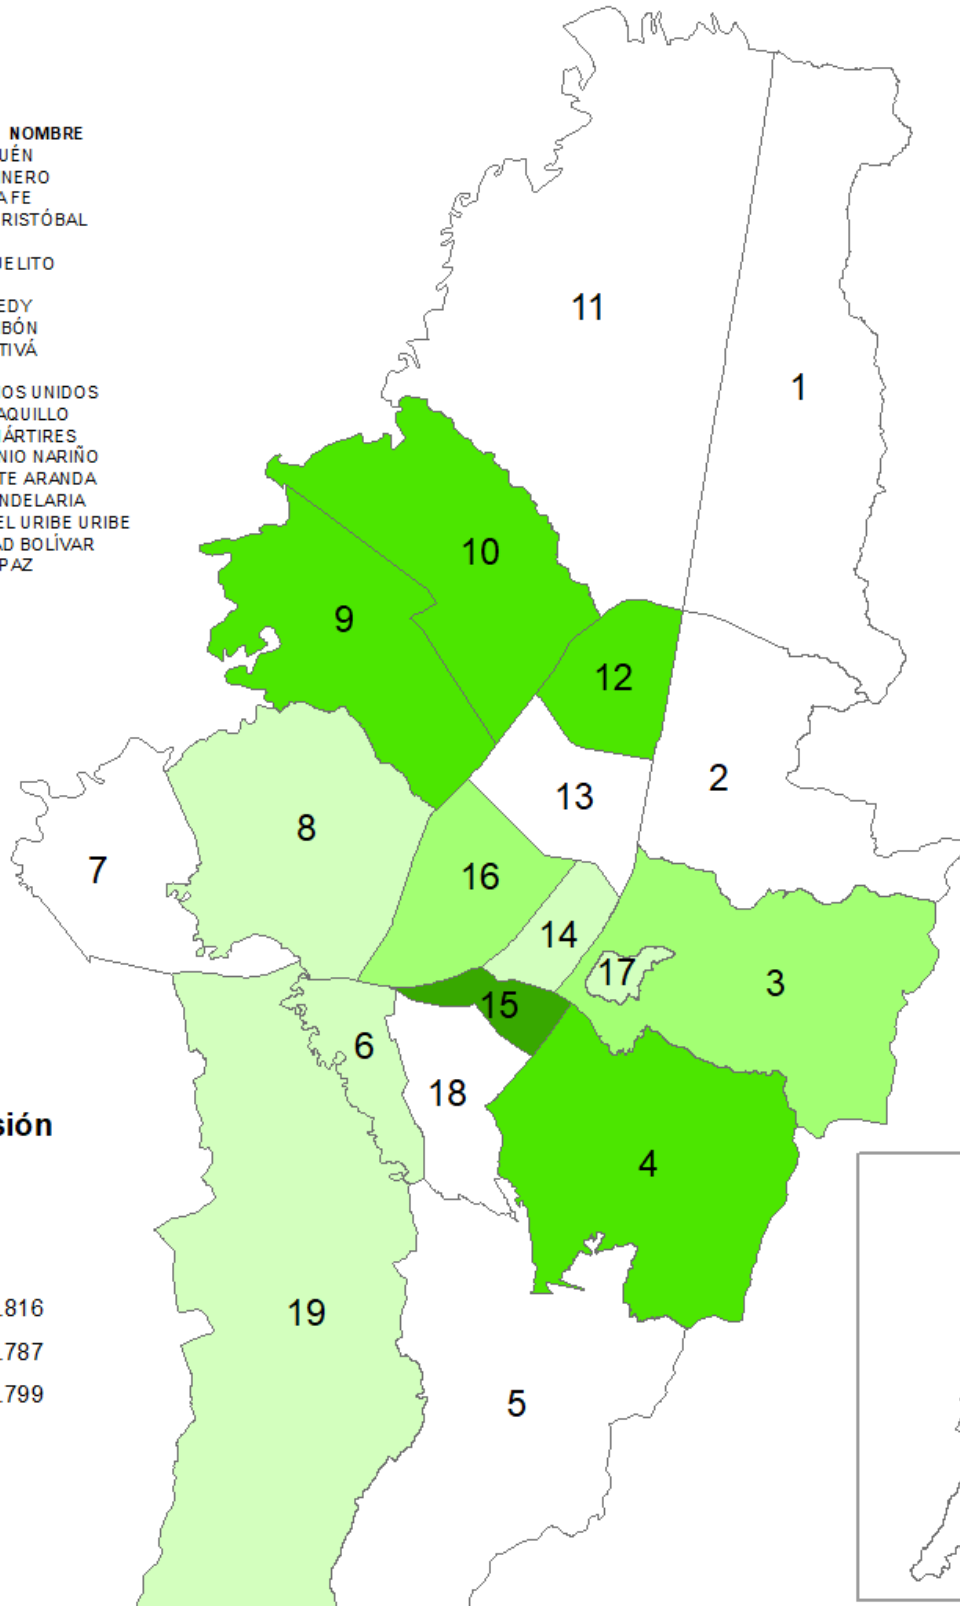 NOMBRE
UÉN
NERO
A FE
RISTÓBAL
JELITO
EDY
BÓN
TIVÁ
OS UNIDOS
AQUILLO
MÁRTIRES
NIO NARIÑO
TE ARANDA
NDELARIA
EL URIBE URIBE
AD BOLÍVAR
PAZ
11
1
10
9
12
2
13
8
7
16
14
17
3
15
6
18
4
sión
19
.816
.787
.799
5